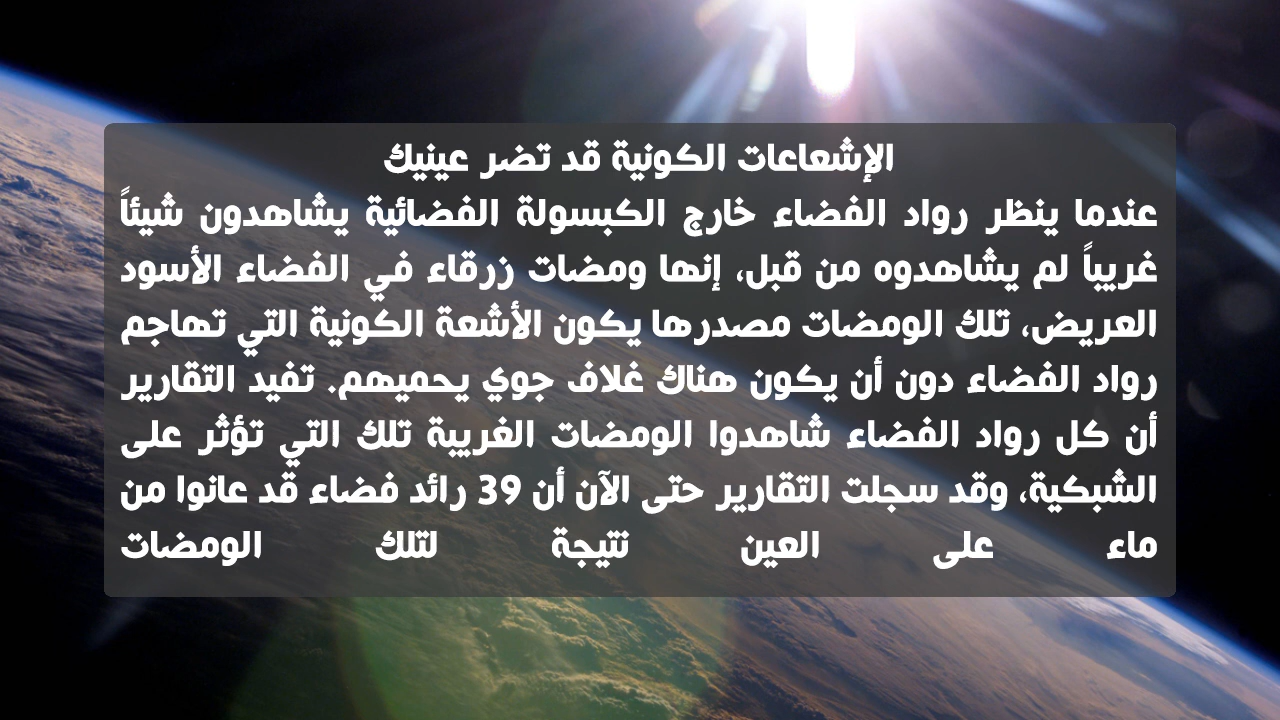 الإشعاعات الكونية قد تضر عينيك
عندما ينظر رواد الفضاء خارج الكبسولة الفضائية يشاهدون شيئاً
غريباً لم يشاهدوه من قبل، إنها ومضات زرقاء في الفضاء الأسود
العريض، تلك الومضات مصدرها يكون الأشعة الكونية التي تهاجم
رواد الفضاء دون أن يكون هناك غلاف جوي يحميهم. تفيد التقارير
أن كل رواد الفضاء شاهدوا الومضات الغريبة تلك التي تؤثر على
الشبكية، وقد سجلت التقارير حتى الآن أن 39 رائد فضاء قد عانوا من
ماء على العين نتيجة لتلك الومضات